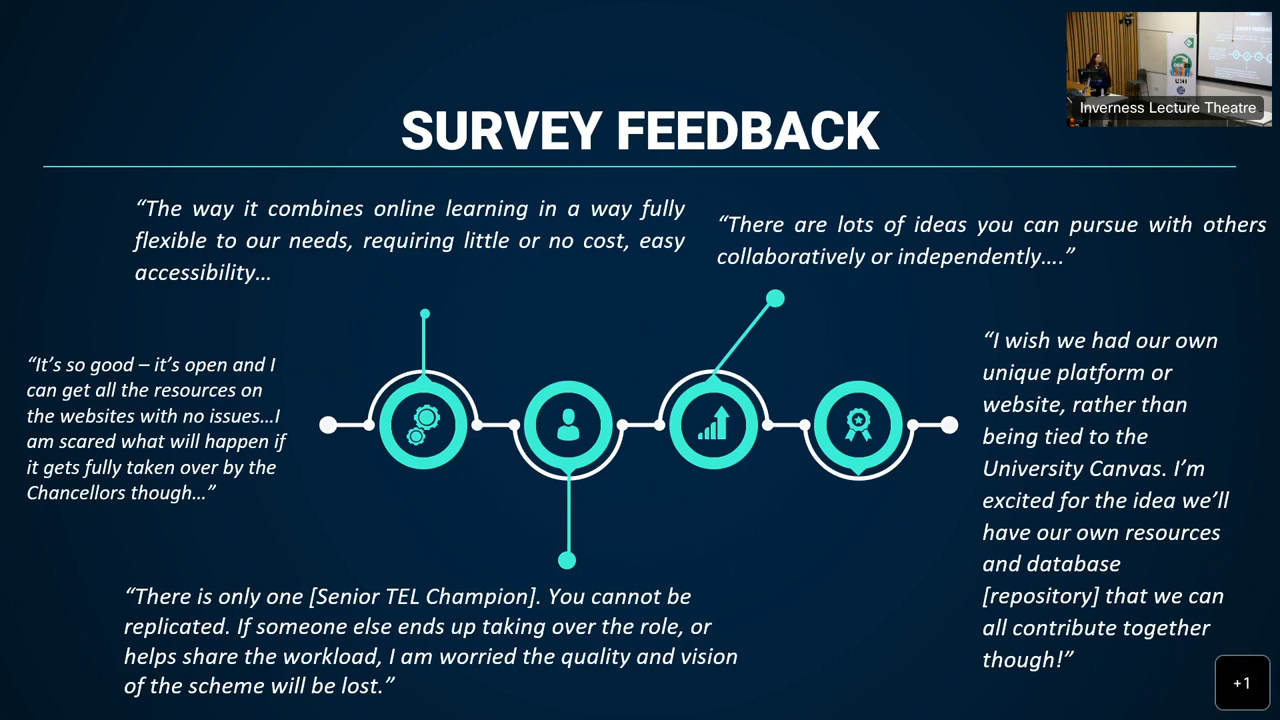 Inverness Lecture Theatre
SURVEY FEEDBACK
“The way it combines online learning in a way fully
flexible to our needs, requiring little or no cost, easy
accessibility…
“There are lots of ideas you can pursue with others
collaboratively or independently….”
“It’s so good – it’s open and I
can get all the resources on
the websites with no issues…I
am scared what will happen if
it gets fully taken over by the
Chancellors though…”
“I wish we had our own
unique platform or
website, rather than
being tied to the
University Canvas. I’m
excited for the idea we’ll
have our own resources
and database
[repository] that we can
all contribute together
though!”
“There is only one [Senior TEL Champion]. You cannot be
replicated. If someone else ends up taking over the role, or
helps share the workload, I am worried the quality and vision
of the scheme will be lost.”
+1